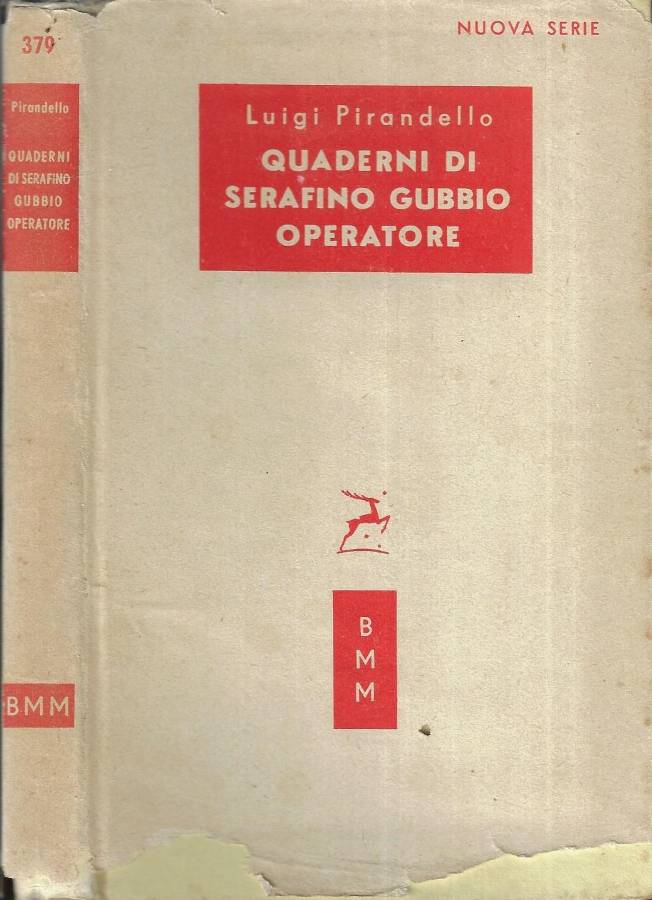 379
Pirandello
QUADERNI
DI SERAFINO
GUBBIO
OPERATORE
BMM
NUOVA SERIE
Luigi Pirandello
QUADERNI DI
SERAFINO GUBBIO
OPERATORE
B
M
M